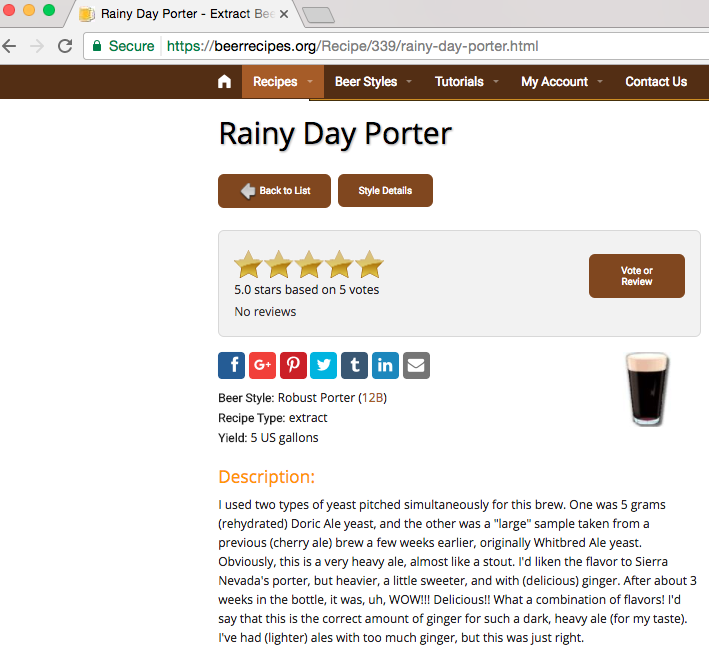 Rainy Day Porter - Extract Bee
Secure https://beerrecipes.org/Recipe/339/rainy-day-porter.html
Recipes Beer Styles Tutorials My Account Contact Us
Rainy Day Porter
Back to List Style Details
5.0 stars based on 5 votes
No reviews
Vote or
Review
f G+ t in
Beer Style: Robust Porter (12B)
Recipe Type: extract
Yield: 5 US gallons
Description:
I used two types of yeast pitched simultaneously for this brew. One was 5 grams
(rehydrated) Doric Ale yeast, and the other was a "large" sample taken from a
previous (cherry ale) brew a few weeks earlier, originally Whitbred Ale yeast.
Obviously, this is a very heavy ale, almost like a stout. I'd liken the flavor to Sierra
Nevada's porter, but heavier, a little sweeter, and with (delicious) ginger. After about 3
weeks in the bottle, it was, uh, WOW!!! Delicious!! What a combination of flavors! I'd
say that this is the correct amount of ginger for such a dark, heavy ale (for my taste).
I've had (lighter) ales with too much ginger, but this was just right.